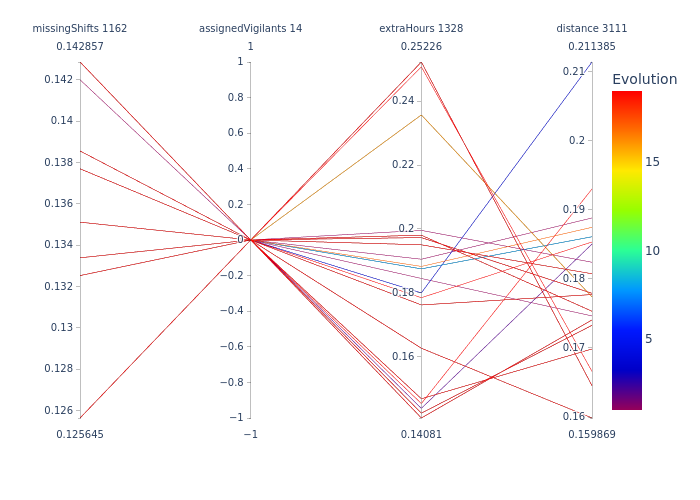 missingShifts 1162 assignedVigilants 14 extraHours 1328 distance 3111
0.142857 1 0.25226 0.211385
Evolution
1
0.142 0.8 0.24 0.21
0.14 0.6
0.4 0.22 0.2 15
0.138
0.136 0.2 0.2 0.19
0.134 0 10
0.132 −0.2 0.18 0.18
0.13 −0.4
−0.6 0.16 0.17 5
0.128 −0.8
0.126 −1 0.16
0.125645 −1 0.14081 0.159869